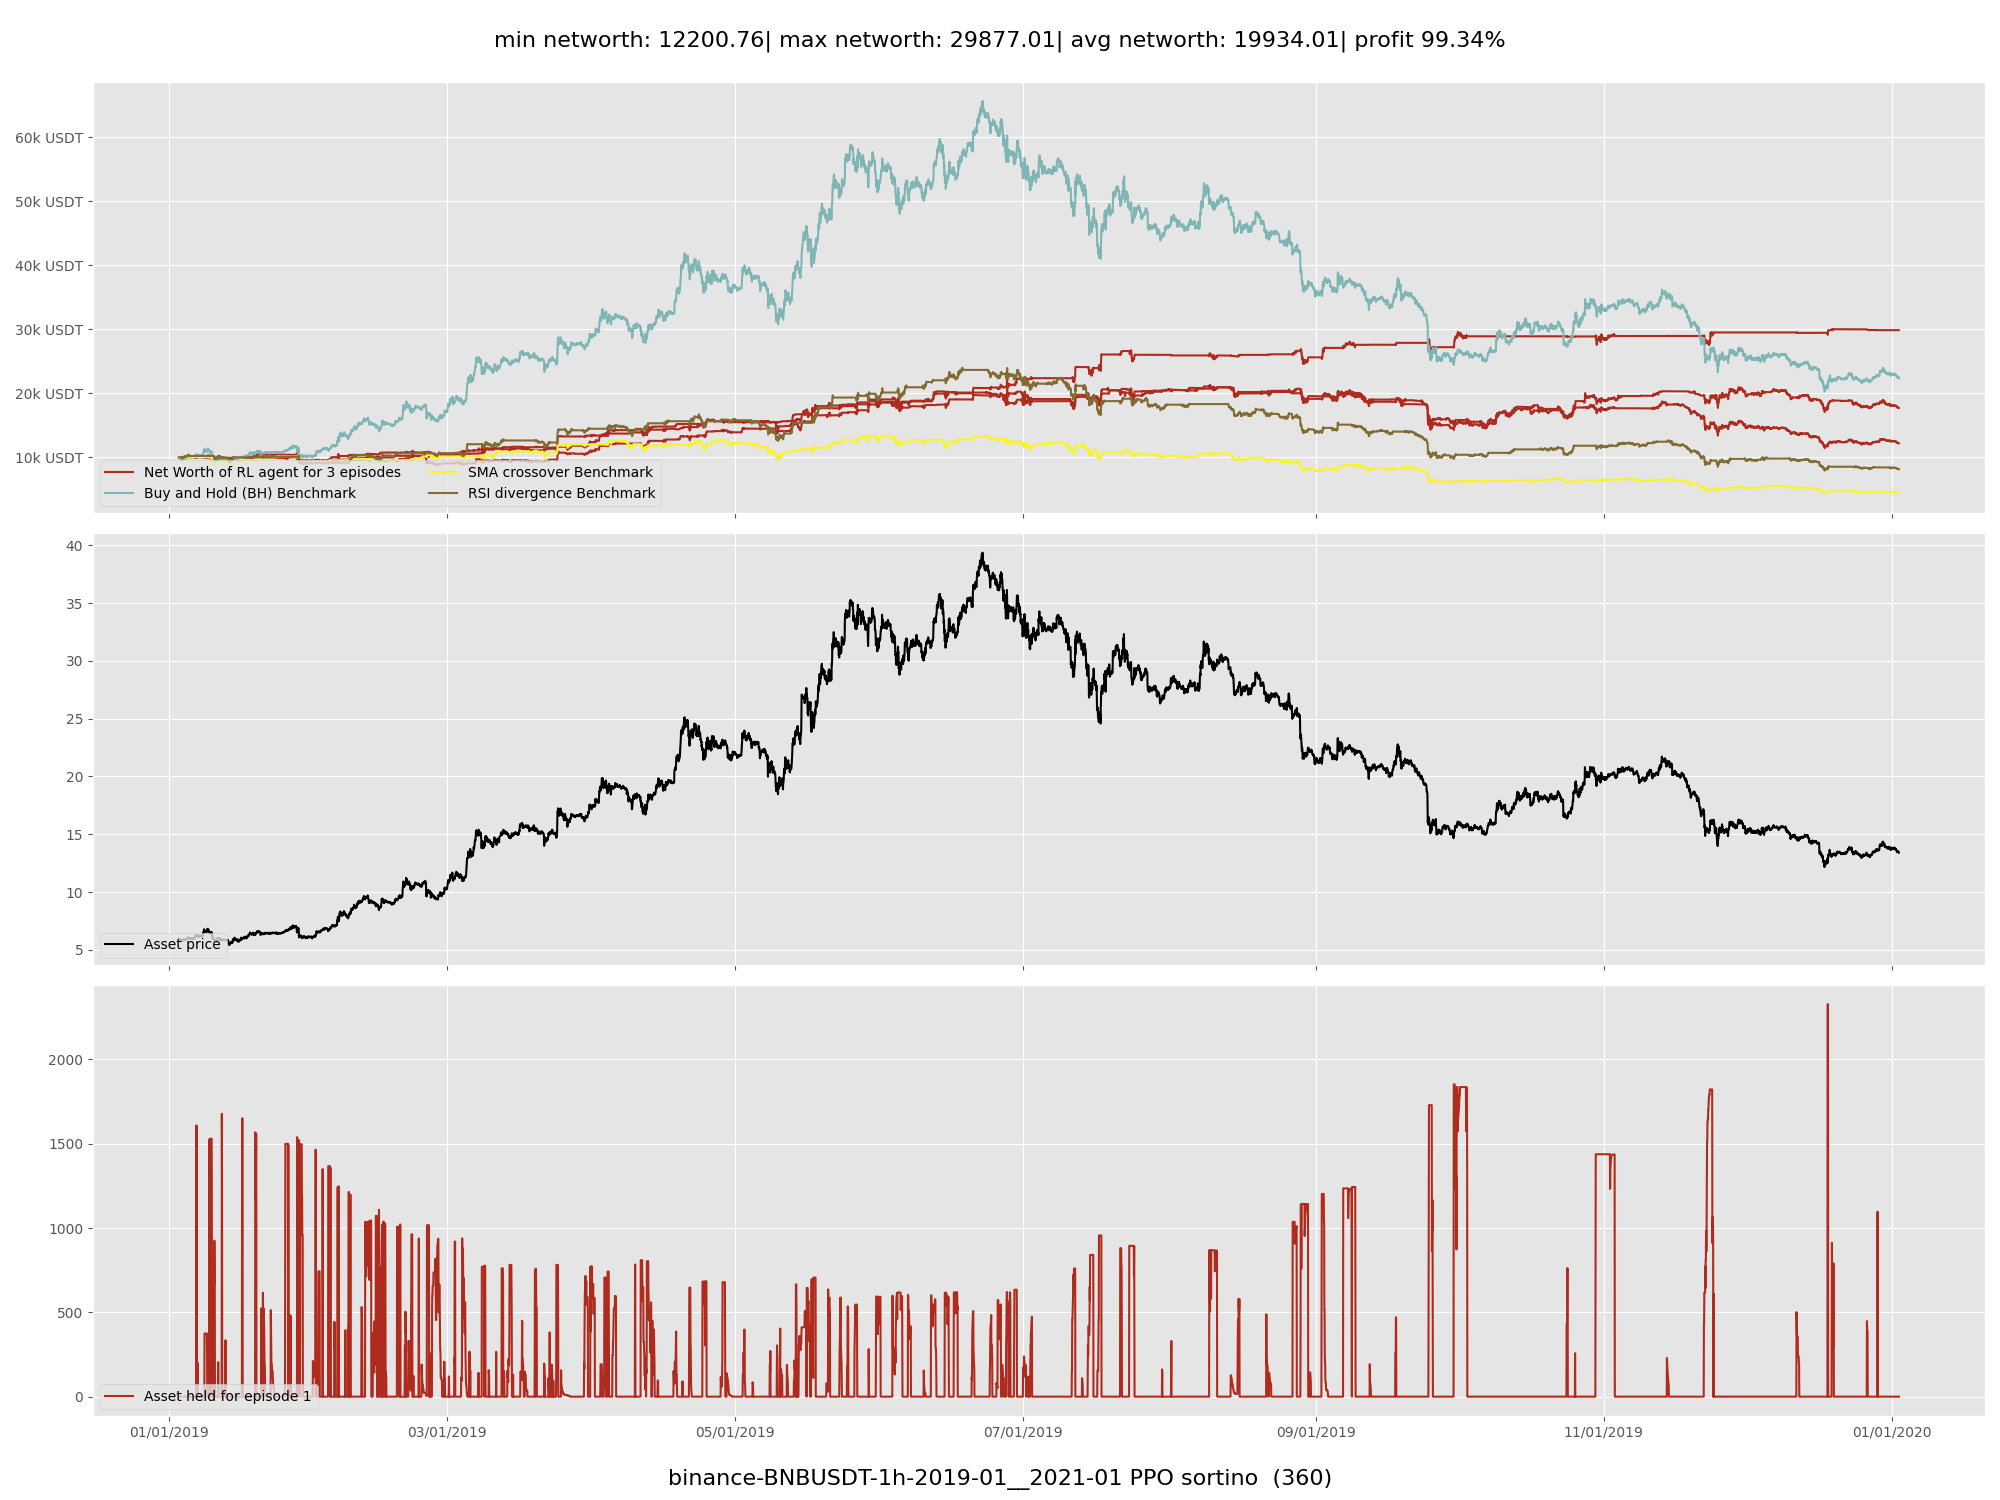 min networth: 12200.76| max networth: 29877.01| avg networth: 19934.01| profit 99.34%
60k USDT
50k USDT
40k USDT
30k USDT
20k USDT
10k USDT
Net Worth of RL agent for 3 episodes
Buy and Hold (BH) Benchmark
SMA crossover Benchmark
RSI divergence Benchmark
40
35
30
25
20
15
10
5
Asset price
2000
1500
1000
500
0
Asset held for episode 1
01/01/2019 03/01/2019 05/01/2019 07/01/2019 09/01/2019 11/01/2019 01/01/2020
binance-BNBUSDT-1h-2019-01__2021-01 PPO sortino (360)